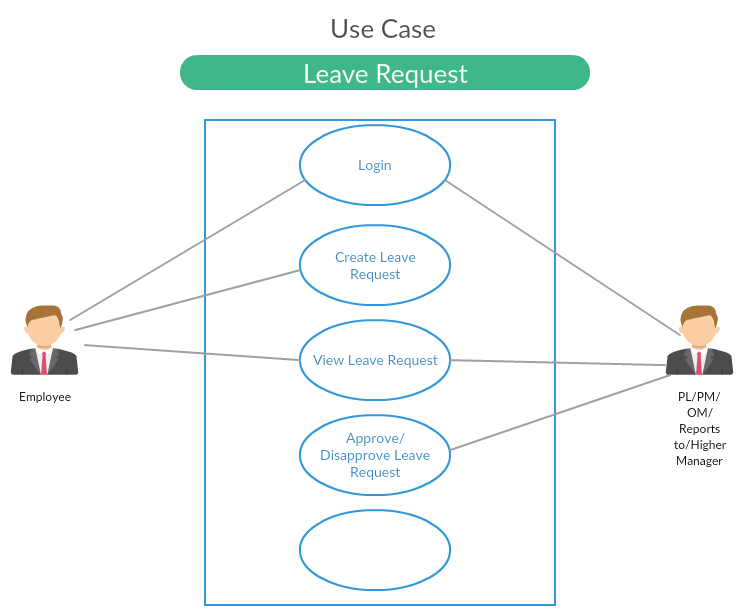 Use Case
Leave Request
Login
Create Leave
Request
View Leave Request
Approve/
Disapprove Leave
Request
Employee
PL/PM/
OM/
Reports
to/Higher
Manager